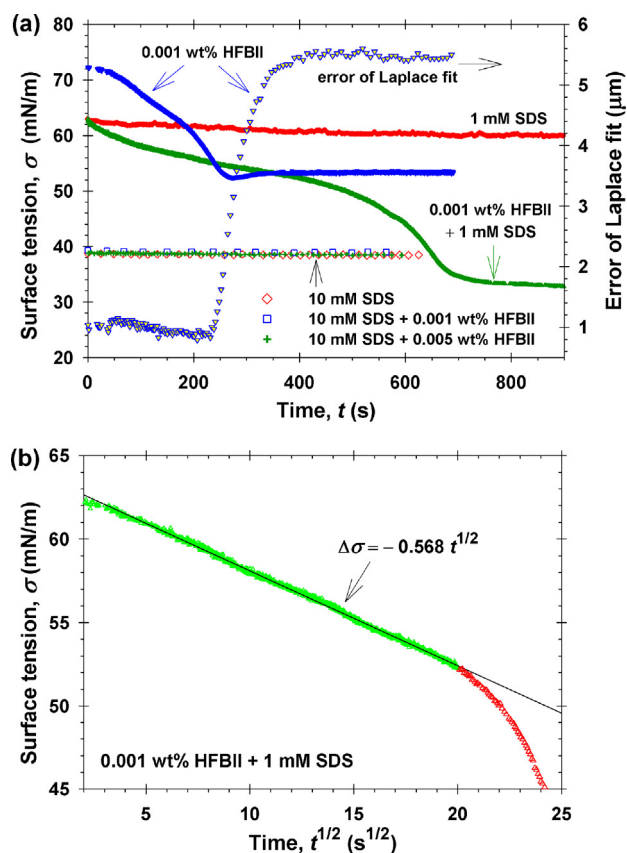 (a)
80
70
60
50
40
30
20
Surface tension, σ (mN/m)
0.001 wt% HFBII
error of Laplace fit
1 mM SDS
0.001 wt% HFBII
+ 1 mM SDS
10 mM SDS
10 mM SDS + 0.001 wt% HFBII
10 mM SDS + 0.005 wt% HFBII
6
5
4
3
2
1
Error of Laplace fit (μm)
0 200 400 600 800
Time, t (s)
(b)
65
60
55
50
45
Surface tension, σ (mN/m)
Δσ = − 0.568 t^1/2
0.001 wt% HFBII + 1 mM SDS
5 10 15 20 25
Time, t^1/2 (s^1/2)